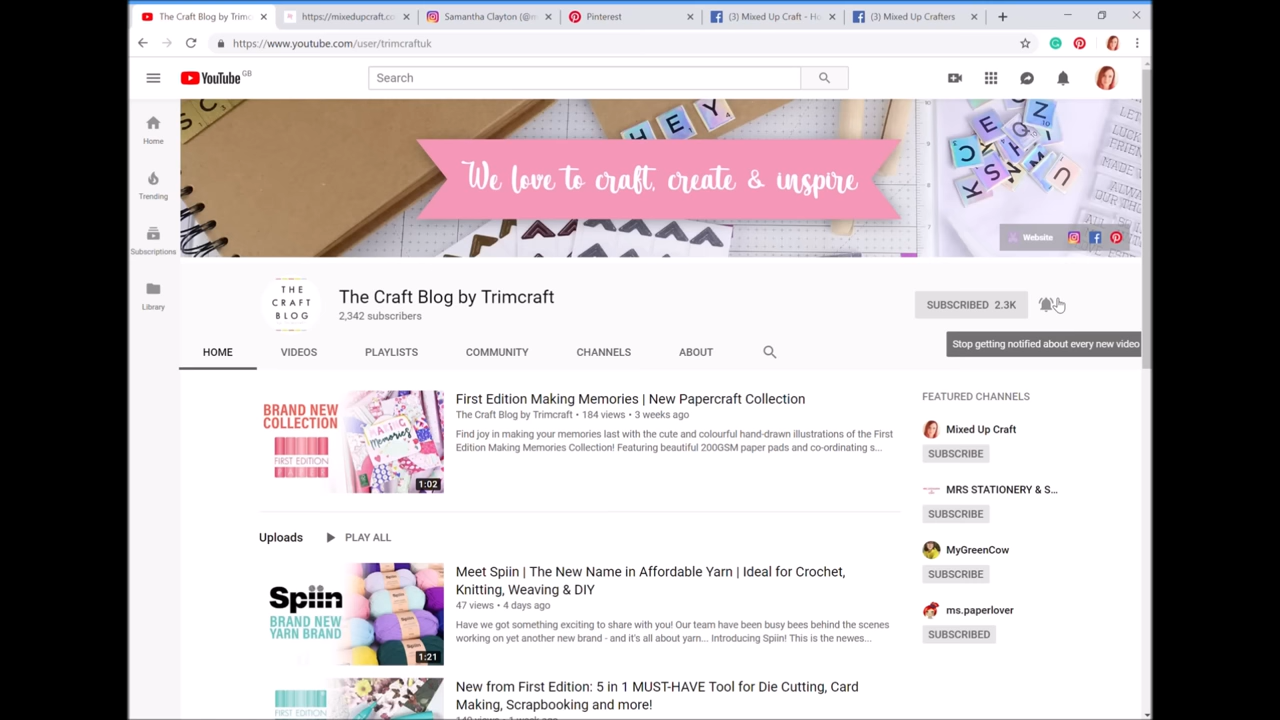 The Craft Blog by Trimc
https://mixedupcraft.co
Samantha Clayton (@m
Pinterest
(3) Mixed Up Craft - Ho
(3) Mixed Up Crafters
https://www.youtube.com/user/trimcraftuk
YouTube GB
Search
Home
Trending
Subscriptions
Library
HEY
We love to craft, create & inspire
Website
THE
CRAFT
BLOG
The Craft Blog by Trimcraft
2,342 subscribers
SUBSCRIBED 2.3K
Stop getting notified about every new video
HOME VIDEOS PLAYLISTS COMMUNITY CHANNELS ABOUT
BRAND NEW
COLLECTION
FIRST EDITION
MAKING
Memories
1:02
First Edition Making Memories | New Papercraft Collection
The Craft Blog by Trimcraft • 184 views • 3 weeks ago
Find joy in making your memories last with the cute and colourful hand-drawn illustrations of the First
Edition Making Memories Collection! Featuring beautiful 200GSM paper pads and co-ordinating s...
FEATURED CHANNELS
Mixed Up Craft
SUBSCRIBE
MRS STATIONERY & S...
SUBSCRIBE
MyGreenCow
SUBSCRIBE
ms.paperlover
SUBSCRIBED
Uploads PLAY ALL
Spiin
BRAND NEW
YARN BRAND
1:21
Meet Spiin | The New Name in Affordable Yarn | Ideal for Crochet,
Knitting, Weaving & DIY
47 views • 4 days ago
Have we got something exciting to share with you! Our team have been busy bees behind the scenes
working on yet another new brand - and it's all about yarn... Introducing Spiin! This is the newes...
FIRST EDITION
New from First Edition: 5 in 1 MUST-HAVE Tool for Die Cutting, Card
Making, Scrapbooking and more!